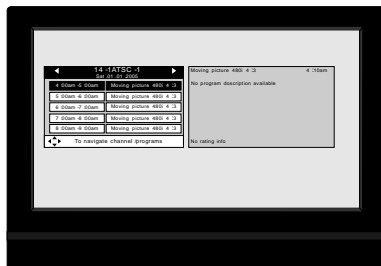 14 -1ATSC -1
Sat .01 .01 .2005
4 :00am -5 :00am Moving picture 480i 4 :3
5 :00am -6 :00am Moving picture 480i 4 :3
6 :00am -7 :00am Moving picture 480i 4 :3
7 :00am -8 :00am Moving picture 480i 4 :3
8 :00am -9 :00am Moving picture 480i 4 :3
To navigate channel /programs
Moving picture 480i 4 :3 4 :10am
No program doscription available
No rating info